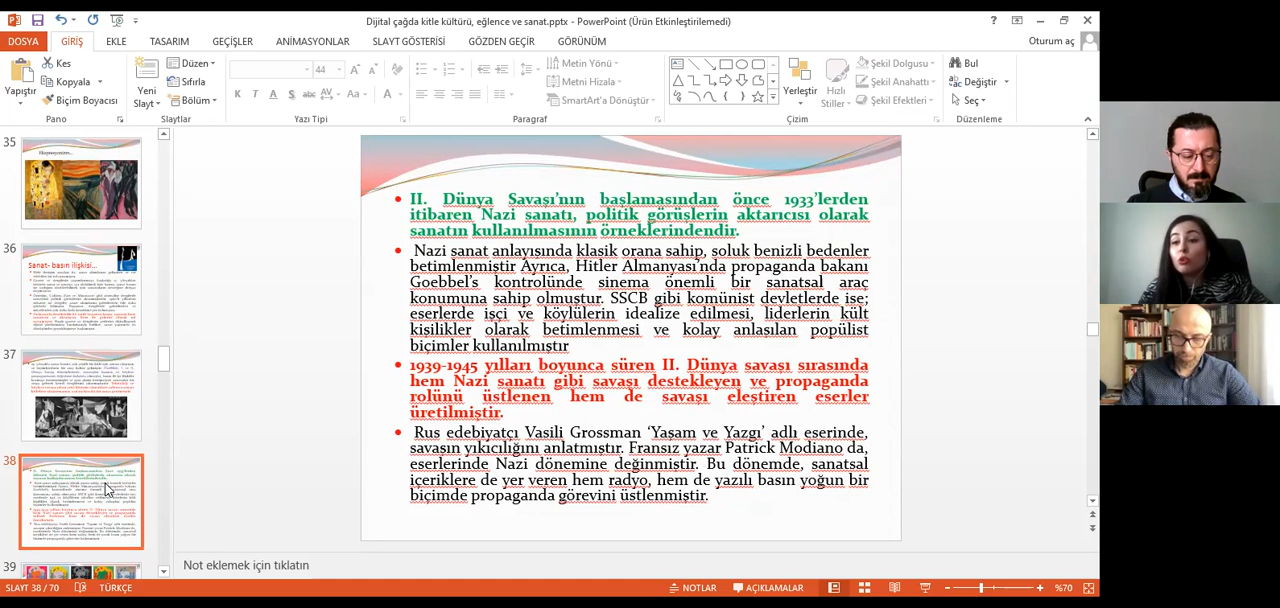 Dijital çağda kitle kültürü, eğlence ve sanat.pptx - PowerPoint (Ürün Etkinleştirilemedi)
DOSYA GİRİŞ EKLE TASARIM GEÇİŞLER ANİMASYONLAR SLAYT GÖSTERİSİ GÖZDEN GEÇİR GÖRÜNÜM Oturum aç
Yapıştır
Kes
Kopyala
Biçim Boyacısı
Pano
Yeni
Slayt
Düzen
Sıfırla
Bölüm
Slaytlar
44
K T A S abc AV Aa A
Yazı Tipi
Metin Yönü
Metni Hizala
SmartArt'a Dönüştür
Paragraf
Yerleştir
Hızlı
Stiller
Şekil Dolgusu
Şekil Anahattı
Şekil Efektleri
Çizim
Bul
Değiştir
Seç
Düzenleme
35
36
Sanat- basın ilişkisi...
37
38
39
• II. Dünya Savaşı'nın başlamasından önce 1933'lerden
itibaren Nazi sanatı, politik görüşlerin aktarıcısı olarak
sanatın kullanılmasının örneklerindendir.
• Nazi sanat anlayışında klasik orana sahip, soluk benizli bedenler
betimlenmiştir Ayrıca, Hitler Almanyası'nda propaganda bakanı
Goebbels kontrolünde sinema önemli bir sanatsal araç
konumuna sahip olmuştur. SSCB gibi komünist devletlerde ise;
eserlerde işçi ve köylülerin idealize edilmesi, liderlerin kült
kişilikler olarak betimlenmesi ve kolay anlaşılan popülist
biçimler kullanılmıştır
• 1939-1945 yılları boyunca süren II. Dünya savaşı sırasında
hem Nazi sanatı gibi savaşı destekleyen ve propaganda
rolünü üstlenen hem de savaşı eleştiren eserler
üretilmiştir.
• Rus edebiyatçı Vasili Grossman 'Yaşam ve Yazgı' adlı eserinde,
savaşın yıkıcılığını anlatmıştır. Fransız yazar Patrick Modiano da,
eserlerinde Nazi dönemine değinmiştir. Bu dönemde, sanatsal
içeriklere yer veren hem radyo, hem de yazılı basın yoğun bir
biçimde propaganda görevini üstlenmiştir.
Not eklemek için tıklatın
SLAYT 38 / 70 TÜRKÇE NOTLAR AÇIKLAMALAR %70